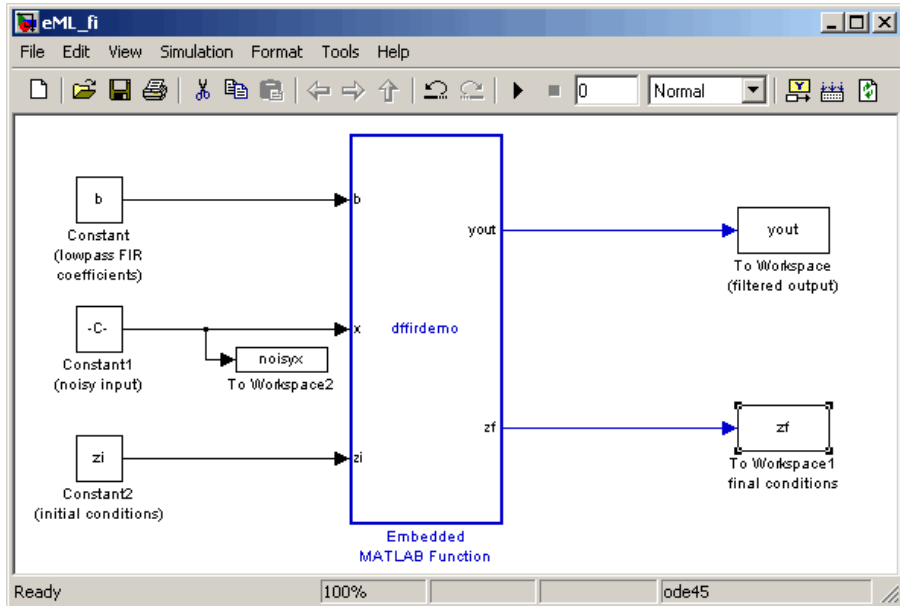 eML_fi
File Edit View Simulation Format Tools Help
0 Normal
b
Constant
(lowpass FIR
coefficients)
-C-
Constant1
(noisy input)
noisyx
To Workspace2
zi
Constant2
(initial conditions)
b
x
zi
dffirdemo
yout
zf
Embedded
MATLAB Function
yout
To Workspace
(filtered output)
zf
To Workspace1
final conditions
Ready 100% ode45